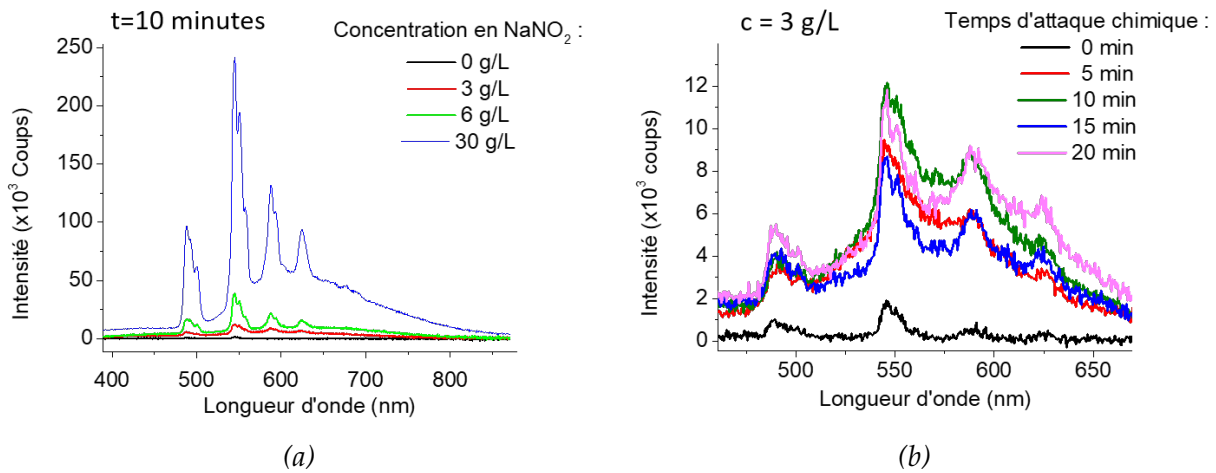 t=10 minutes
Concentration en NaNO2 :
0 g/L
3 g/L
6 g/L
30 g/L
Intensité (x10³ Coups)
250
200
150
100
50
0
400 500 600 700 800
Longueur d'onde (nm)
(a)
c = 3 g/L
Temps d'attaque chimique :
0 min
5 min
10 min
15 min
20 min
Intensité (x10³ coups)
12
10
8
6
4
2
0
500 550 600 650
Longueur d'onde (nm)
(b)